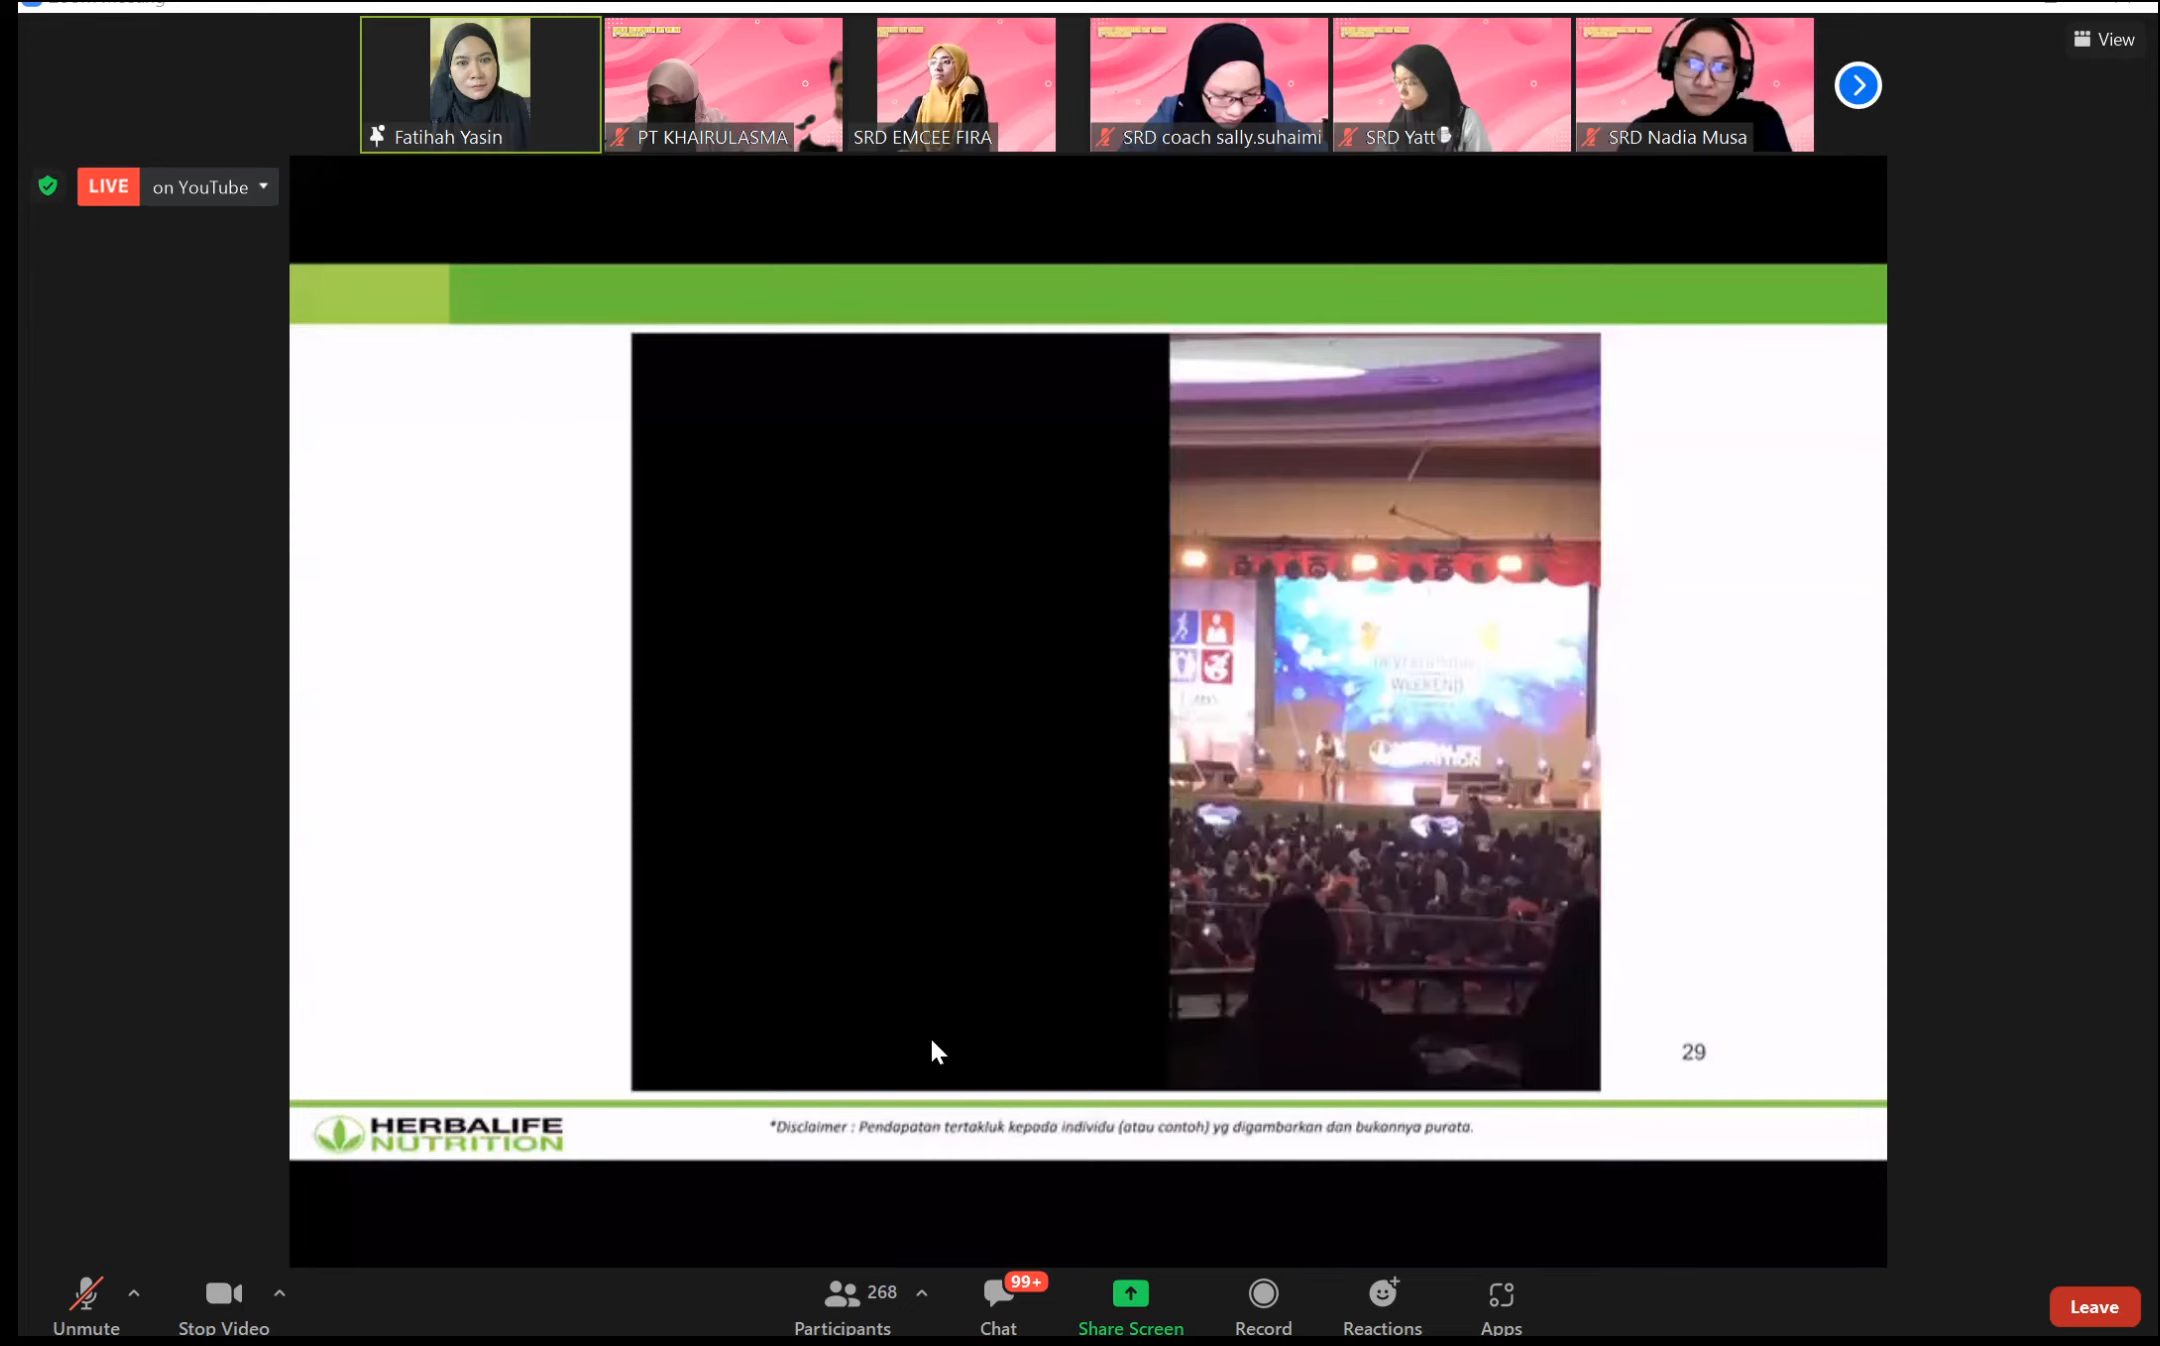 View
Fatihah Yasin
PT KHAIRULASMA
SRD EMCEE FIRA
SRD coach sally.suhaimi
SRD Yatt
SRD Nadia Musa
LIVE
on YouTube
WEEKEND
29
HERBALIFE
NUTRITION
*Disclaimer : Pendapatan tertakluk kepada individu (atau contoh) yg digambarkan dan bukannya purata.
Unmute
Stop Video
268
Participants
99+
Chat
Share Screen
Record
Reactions
Apps
Leave